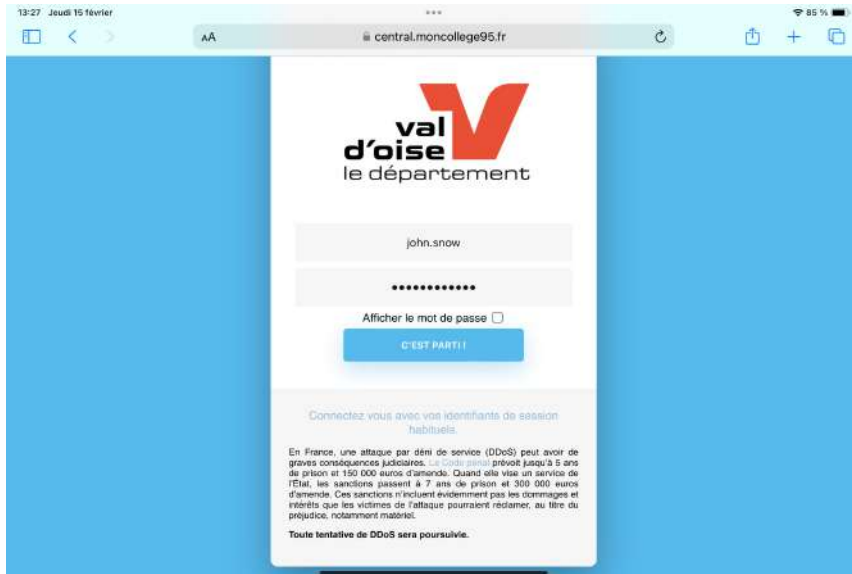 13:27 Jeudi 15 février
85 %
AA
central.moncollege95.fr
val
d'oise
le département
john.snow
••••••••••••
Afficher le mot de passe
C'EST PARTI !
Connectez vous avec vos identifiants de session
habituels.
En France, une attaque par déni de service (DDoS) peut avoir de
graves conséquences judiciaires. Le Code pénal prévoit jusqu'à 5 ans
de prison et 150 000 euros d'amende. Quand elle vise un service de
l'État, les sanctions passent à 7 ans de prison et 300 000 euros
d'amende. Ces sanctions n'incluent évidemment pas les dommages et
intérêts que les victimes de l'attaque pourraient réclamer, au titre du
préjudice, notamment matériel.
Toute tentative de DDoS sera poursuivie.